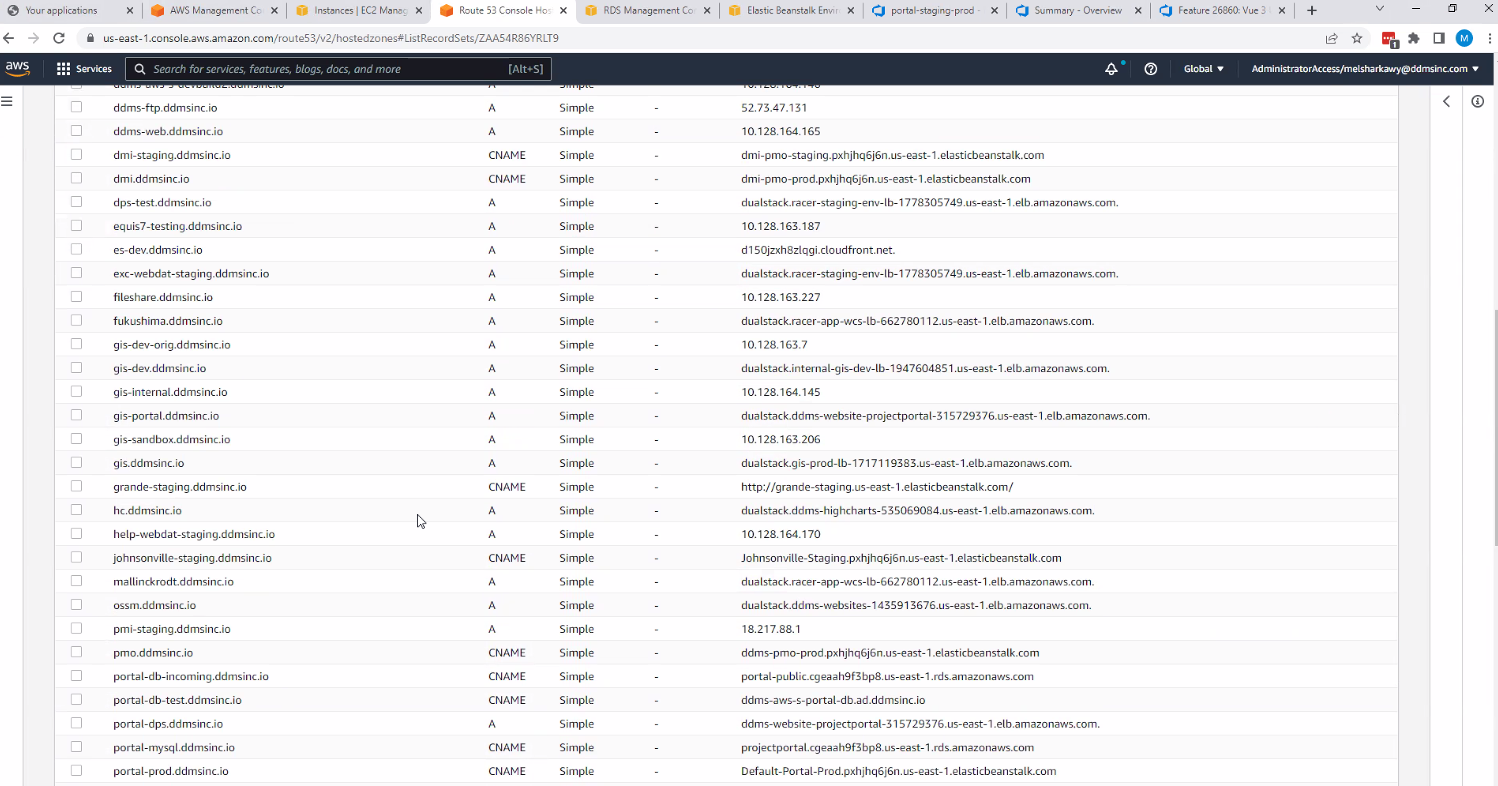 Your applications
AWS Management Co
Instances | EC2 Manag
Route 53 Console Hos
RDS Management Co
Elastic Beanstalk Envir
portal-staging-prod -
Summary - Overview
Feature 26860: Vue 3 L
us-east-1.console.aws.amazon.com/route53/v2/hostedzones#ListRecordSets/ZAA54R86YRLT9
1 M
aws Services Search for services, features, blogs, docs, and more [Alt+S] Global AdministratorAccess/melsharkawy@ddmsinc.com
ddms-aws-s-devbuild2.ddmsinc.io A Simple - 10.128.164.148
ddms-ftp.ddmsinc.io A Simple - 52.73.47.131
ddms-web.ddmsinc.io A Simple - 10.128.164.165
dmi-staging.ddmsinc.io CNAME Simple - dmi-pmo-staging.pxhjhq6j6n.us-east-1.elasticbeanstalk.com
dmi.ddmsinc.io CNAME Simple - dmi-pmo-prod.pxhjhq6j6n.us-east-1.elasticbeanstalk.com
dps-test.ddmsinc.io A Simple - dualstack.racer-staging-env-lb-1778305749.us-east-1.elb.amazonaws.com.
equis7-testing.ddmsinc.io A Simple - 10.128.163.187
es-dev.ddmsinc.io A Simple - d150jzxh8zlqgi.cloudfront.net.
exc-webdat-staging.ddmsinc.io A Simple - dualstack.racer-staging-env-lb-1778305749.us-east-1.elb.amazonaws.com.
fileshare.ddmsinc.io A Simple - 10.128.163.227
fukushima.ddmsinc.io A Simple - dualstack.racer-app-wcs-lb-662780112.us-east-1.elb.amazonaws.com.
gis-dev-orig.ddmsinc.io A Simple - 10.128.163.7
gis-dev.ddmsinc.io A Simple - dualstack.internal-gis-dev-lb-1947604851.us-east-1.elb.amazonaws.com.
gis-internal.ddmsinc.io A Simple - 10.128.164.145
gis-portal.ddmsinc.io A Simple - dualstack.ddms-website-projectportal-315729376.us-east-1.elb.amazonaws.com.
gis-sandbox.ddmsinc.io A Simple - 10.128.163.206
gis.ddmsinc.io A Simple - dualstack.gis-prod-lb-1717119383.us-east-1.elb.amazonaws.com.
grande-staging.ddmsinc.io CNAME Simple - http://grande-staging.us-east-1.elasticbeanstalk.com/
hc.ddmsinc.io A Simple - dualstack.ddms-highcharts-535069084.us-east-1.elb.amazonaws.com.
help-webdat-staging.ddmsinc.io A Simple - 10.128.164.170
johnsonville-staging.ddmsinc.io CNAME Simple - Johnsonville-Staging.pxhjhq6j6n.us-east-1.elasticbeanstalk.com
mallinckrodt.ddmsinc.io A Simple - dualstack.racer-app-wcs-lb-662780112.us-east-1.elb.amazonaws.com.
ossm.ddmsinc.io A Simple - dualstack.ddms-websites-1435913676.us-east-1.elb.amazonaws.com.
pmi-staging.ddmsinc.io A Simple - 18.217.88.1
pmo.ddmsinc.io CNAME Simple - ddms-pmo-prod.pxhjhq6j6n.us-east-1.elasticbeanstalk.com
portal-db-incoming.ddmsinc.io CNAME Simple - portal-public.cgeaah9f3bp8.us-east-1.rds.amazonaws.com
portal-db-test.ddmsinc.io CNAME Simple - ddms-aws-s-portal-db.ad.ddmsinc.io
portal-dps.ddmsinc.io A Simple - ddms-website-projectportal-315729376.us-east-1.elb.amazonaws.com.
portal-mysql.ddmsinc.io CNAME Simple - projectportal.cgeaah9f3bp8.us-east-1.rds.amazonaws.com
portal-prod.ddmsinc.io CNAME Simple - Default-Portal-Prod.pxhjhq6j6n.us-east-1.elasticbeanstalk.com